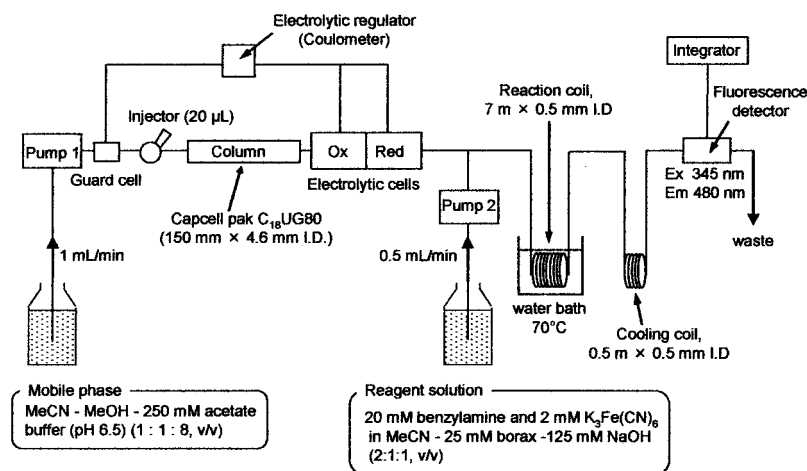 Electrolytic regulator
(Coulometer)
Integrator
Injector (20 µL)
Reaction coil,
7 m × 0.5 mm I.D
Fluorescence
detector
Pump 1
Column
Ox
Red
Guard cell
Electrolytic cells
Ex 345 nm
Em 480 nm
Pump 2
Capcell pak C18UG80
(150 mm × 4.6 mm I.D.)
waste
1 mL/min
0.5 mL/min
water bath
70°C
Cooling coil,
0.5 m × 0.5 mm I.D
Mobile phase
MeCN - MeOH - 250 mM acetate
buffer (pH 6.5) (1 : 1 : 8, v/v)
Reagent solution
20 mM benzylamine and 2 mM K3Fe(CN)6
in MeCN - 25 mM borax -125 mM NaOH
(2:1:1, v/v)